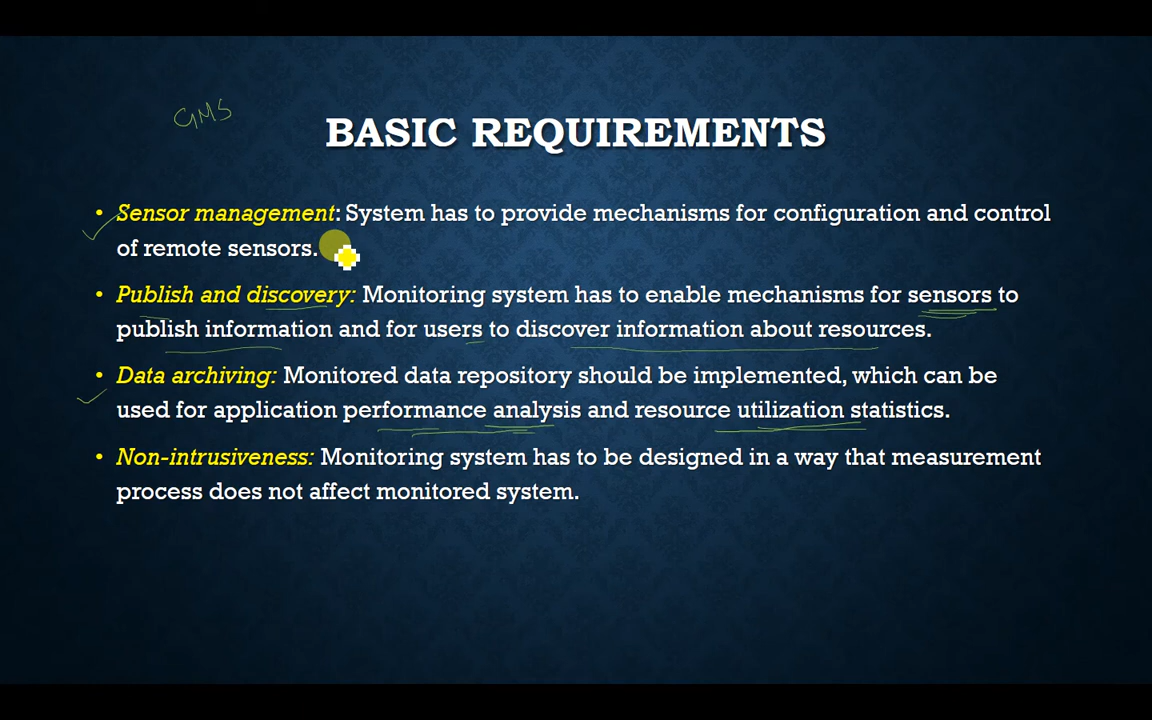 GMS
BASIC REQUIREMENTS
• Sensor management: System has to provide mechanisms for configuration and control
of remote sensors.
• Publish and discovery: Monitoring system has to enable mechanisms for sensors to
publish information and for users to discover information about resources.
• Data archiving: Monitored data repository should be implemented, which can be
used for application performance analysis and resource utilization statistics.
• Non-intrusiveness: Monitoring system has to be designed in a way that measurement
process does not affect monitored system.